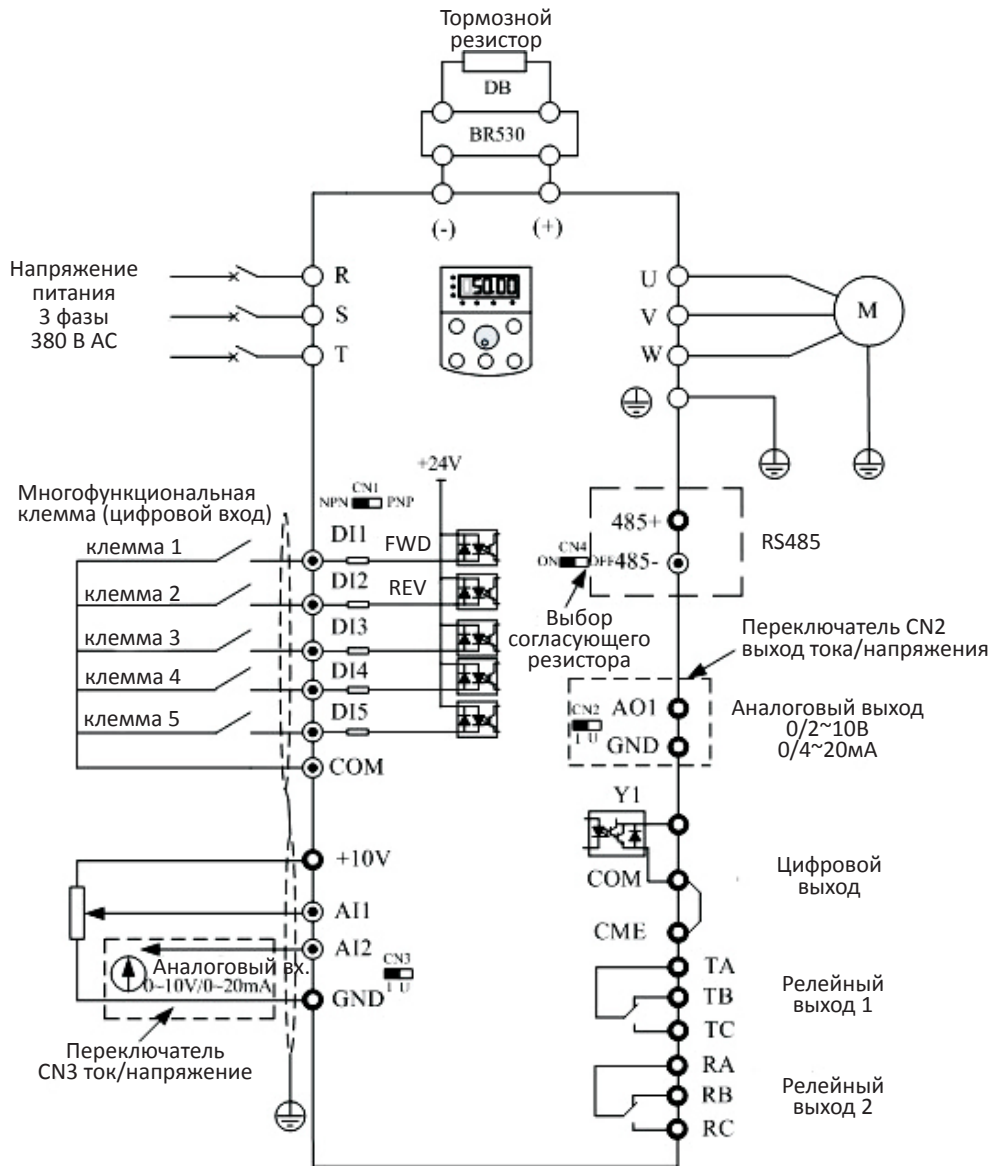 Тормозной
резистор
DB
BR530
(-)
(+)
Напряжение
питания
3 фазы
380 В АС
R
S
T
50.00
U
V
W
M
+24V
Многофункциональная
клемма (цифровой вход)
CN1
NPN PNP
клемма 1
DI1
FWD
клемма 2
DI2
REV
клемма 3
DI3
клемма 4
DI4
клемма 5
DI5
COM
485+
CN4
ON OFF
485-
RS485
Выбор
согласующего
резистора
Переключатель CN2
выход тока/напряжения
CN2
I U
AO1
GND
Аналоговый выход
0/2~10В
0/4~20мА
Y1
COM
CME
Цифровой
выход
+10V
AI1
AI2
CN3
I U
Аналоговый вх.
0~10V/0~20mA
GND
Переключатель
CN3 ток/напряжение
TA
TB
TC
Релейный
выход 1
RA
RB
RC
Релейный
выход 2